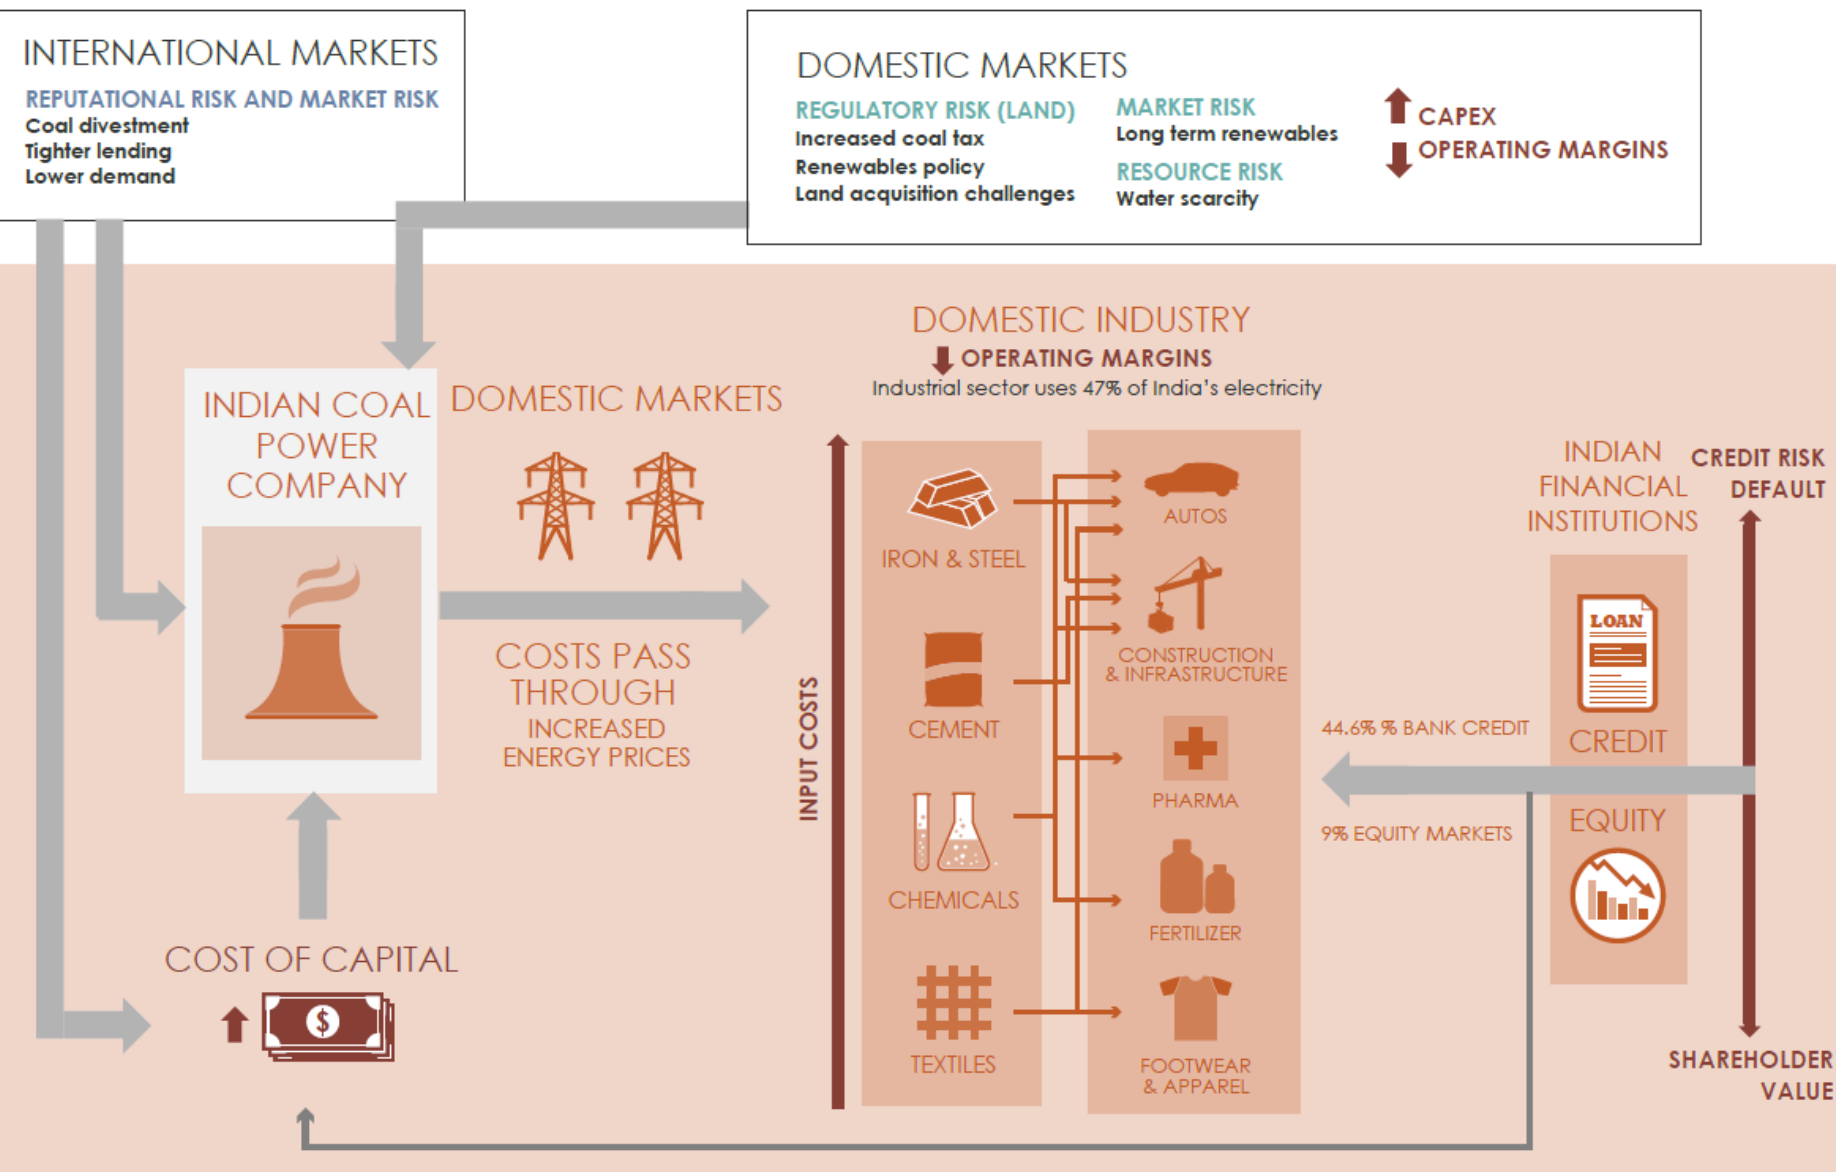 INTERNATIONAL MARKETS
REPUTATIONAL RISK AND MARKET RISK
Coal divestment
Tighter lending
Lower demand
DOMESTIC MARKETS
REGULATORY RISK (LAND)
Increased coal tax
Renewables policy
Land acquisition challenges
MARKET RISK
Long term renewables
RESOURCE RISK
Water scarcity
CAPEX
OPERATING MARGINS
INDIAN COAL
POWER
COMPANY
DOMESTIC MARKETS
COSTS PASS
THROUGH
INCREASED
ENERGY PRICES
COST OF CAPITAL
$
DOMESTIC INDUSTRY
OPERATING MARGINS
Industrial sector uses 47% of India's electricity
INPUT COSTS
IRON & STEEL
CEMENT
CHEMICALS
TEXTILES
AUTOS
CONSTRUCTION
& INFRASTRUCTURE
PHARMA
FERTILIZER
FOOTWEAR
& APPAREL
44.6% % BANK CREDIT
9% EQUITY MARKETS
INDIAN
FINANCIAL
INSTITUTIONS
LOAN
CREDIT
EQUITY
CREDIT RISK
DEFAULT
SHAREHOLDER
VALUE